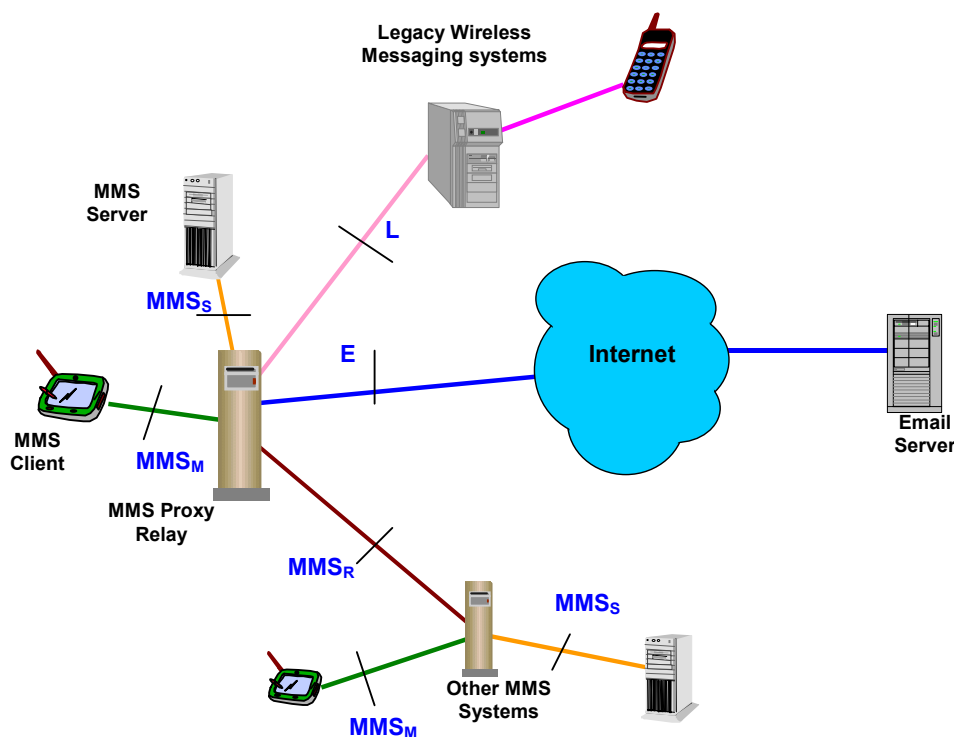 Legacy Wireless
Messaging systems
MMS
Server
L
MMSS
E
Internet
MMS
Client
MMSM
Email
Server
MMS Proxy
Relay
MMSR
MMSS
Other MMS
Systems
MMSM